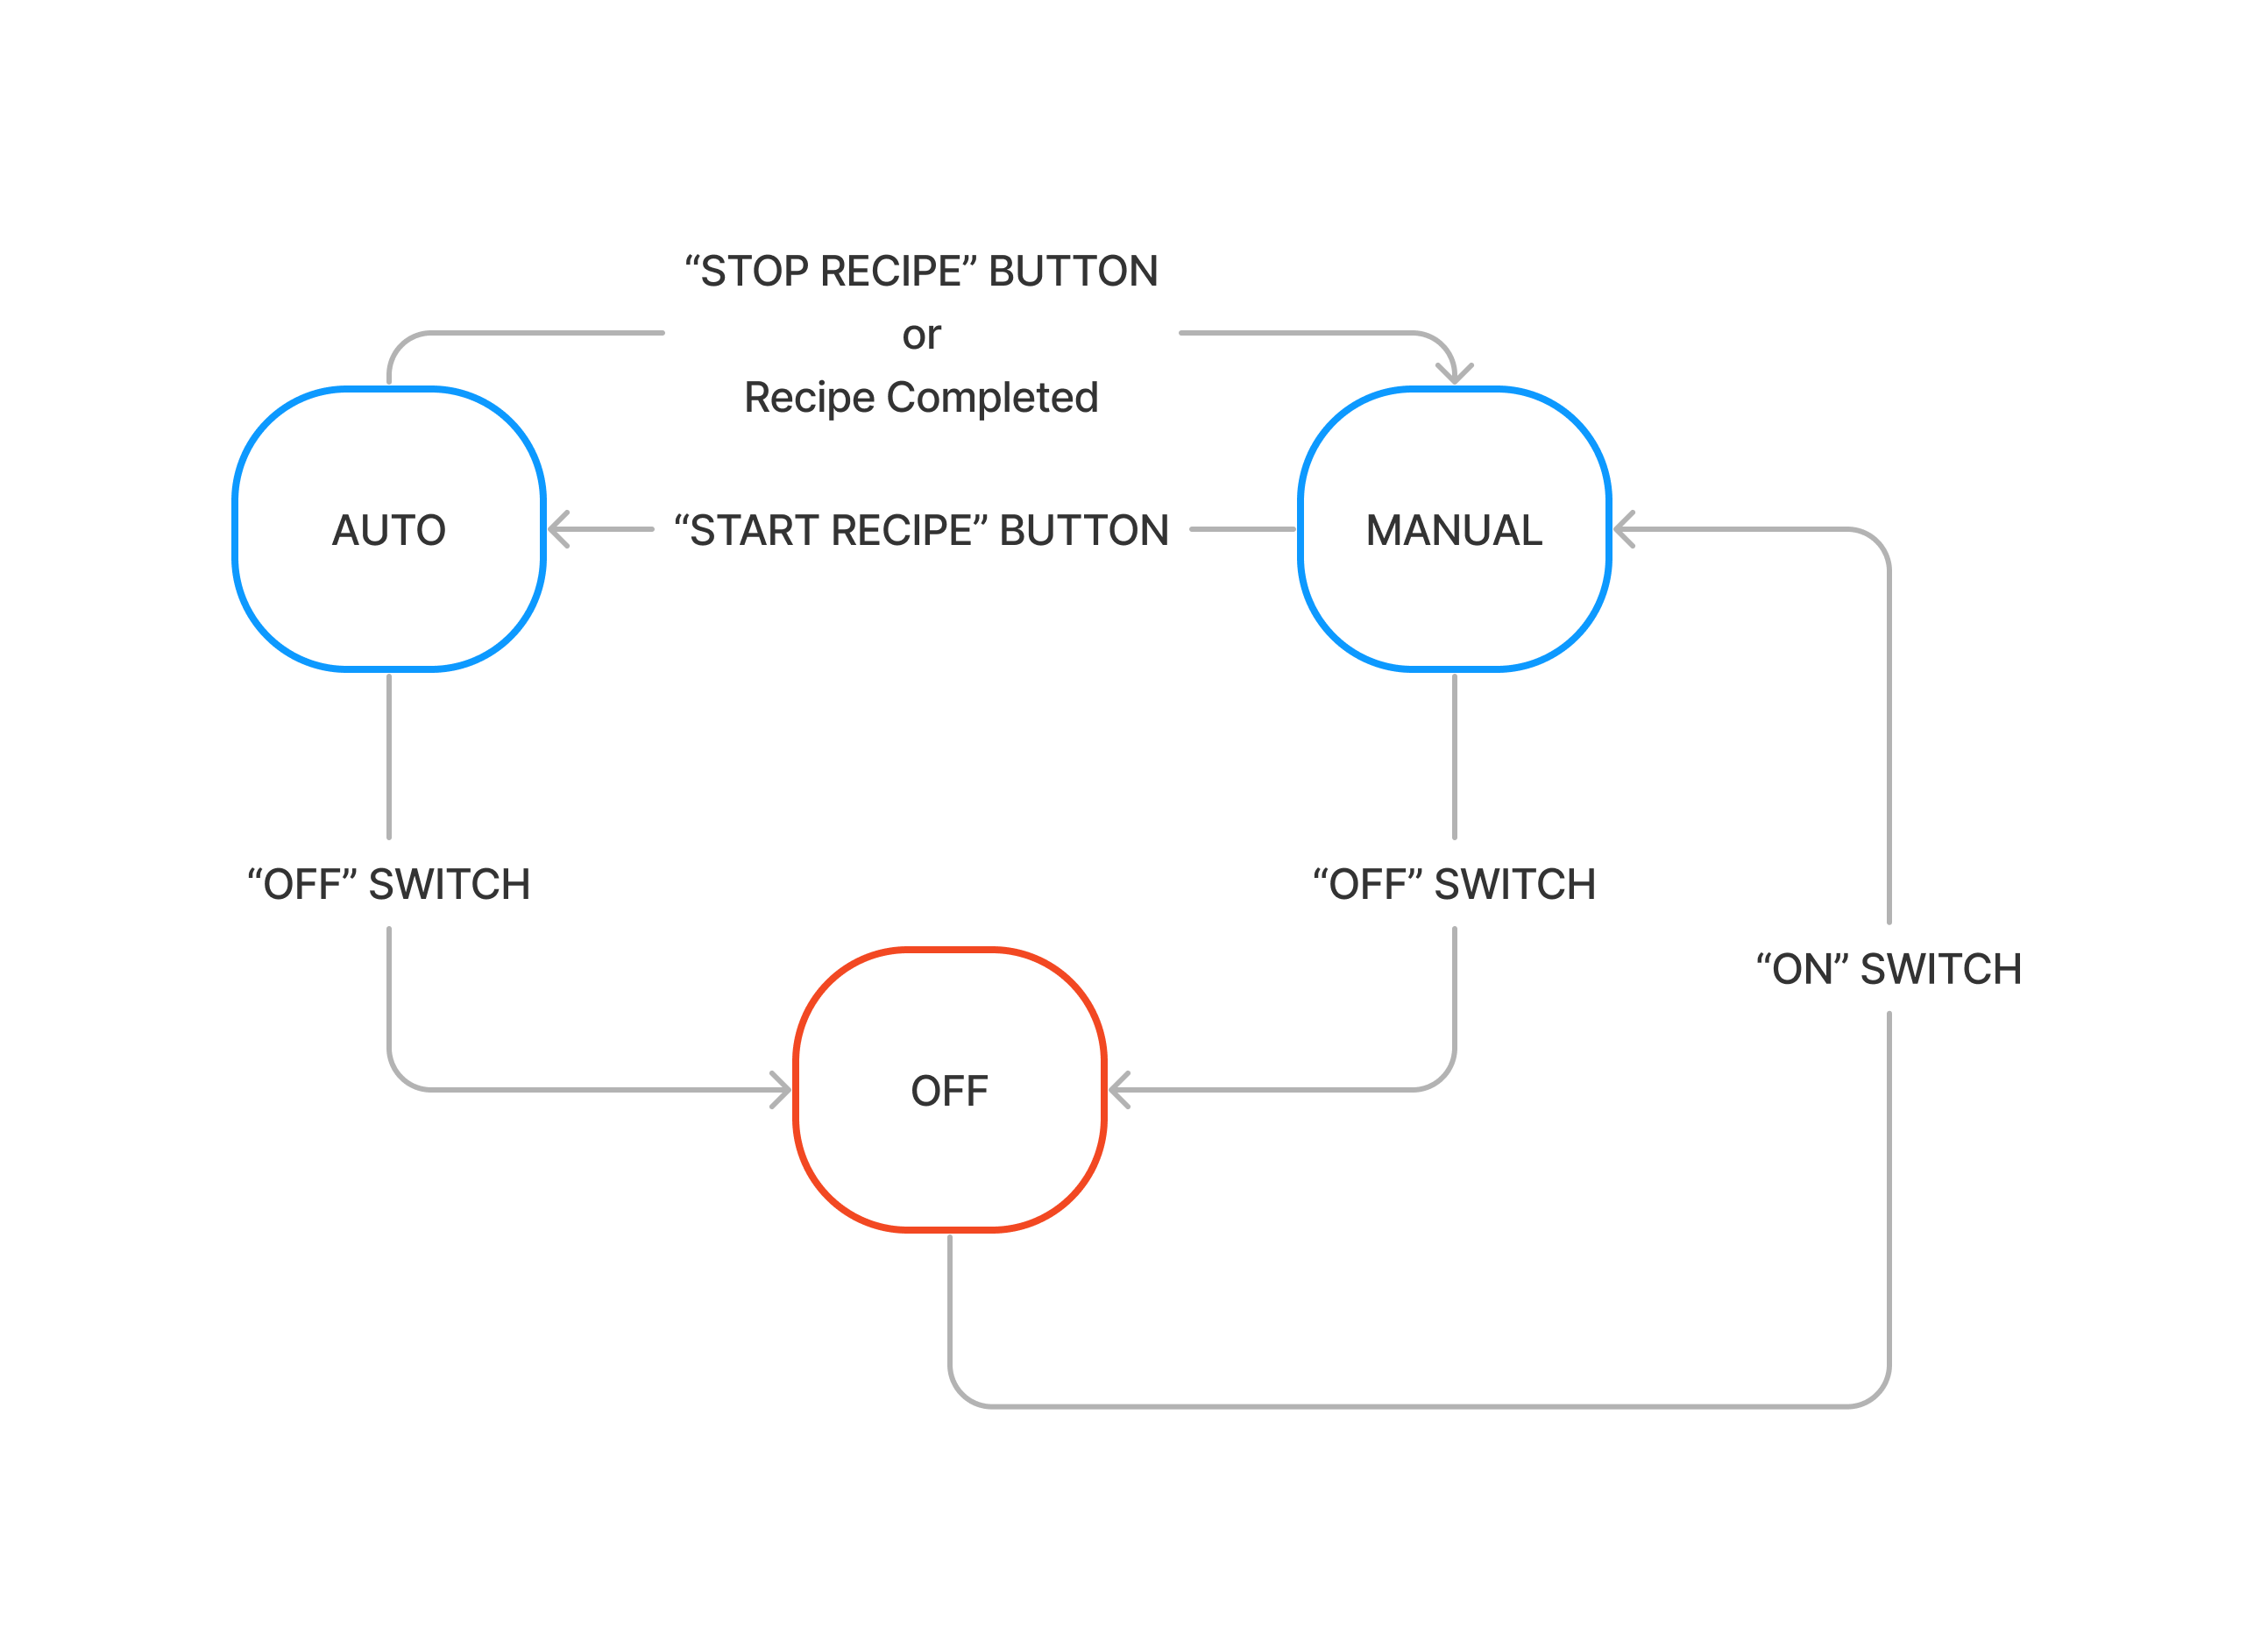 “STOP RECIPE” BUTTON
or
Recipe Completed
AUTO
“START RECIPE” BUTTON
MANUAL
“OFF” SWITCH
“OFF” SWITCH
“ON” SWITCH
OFF